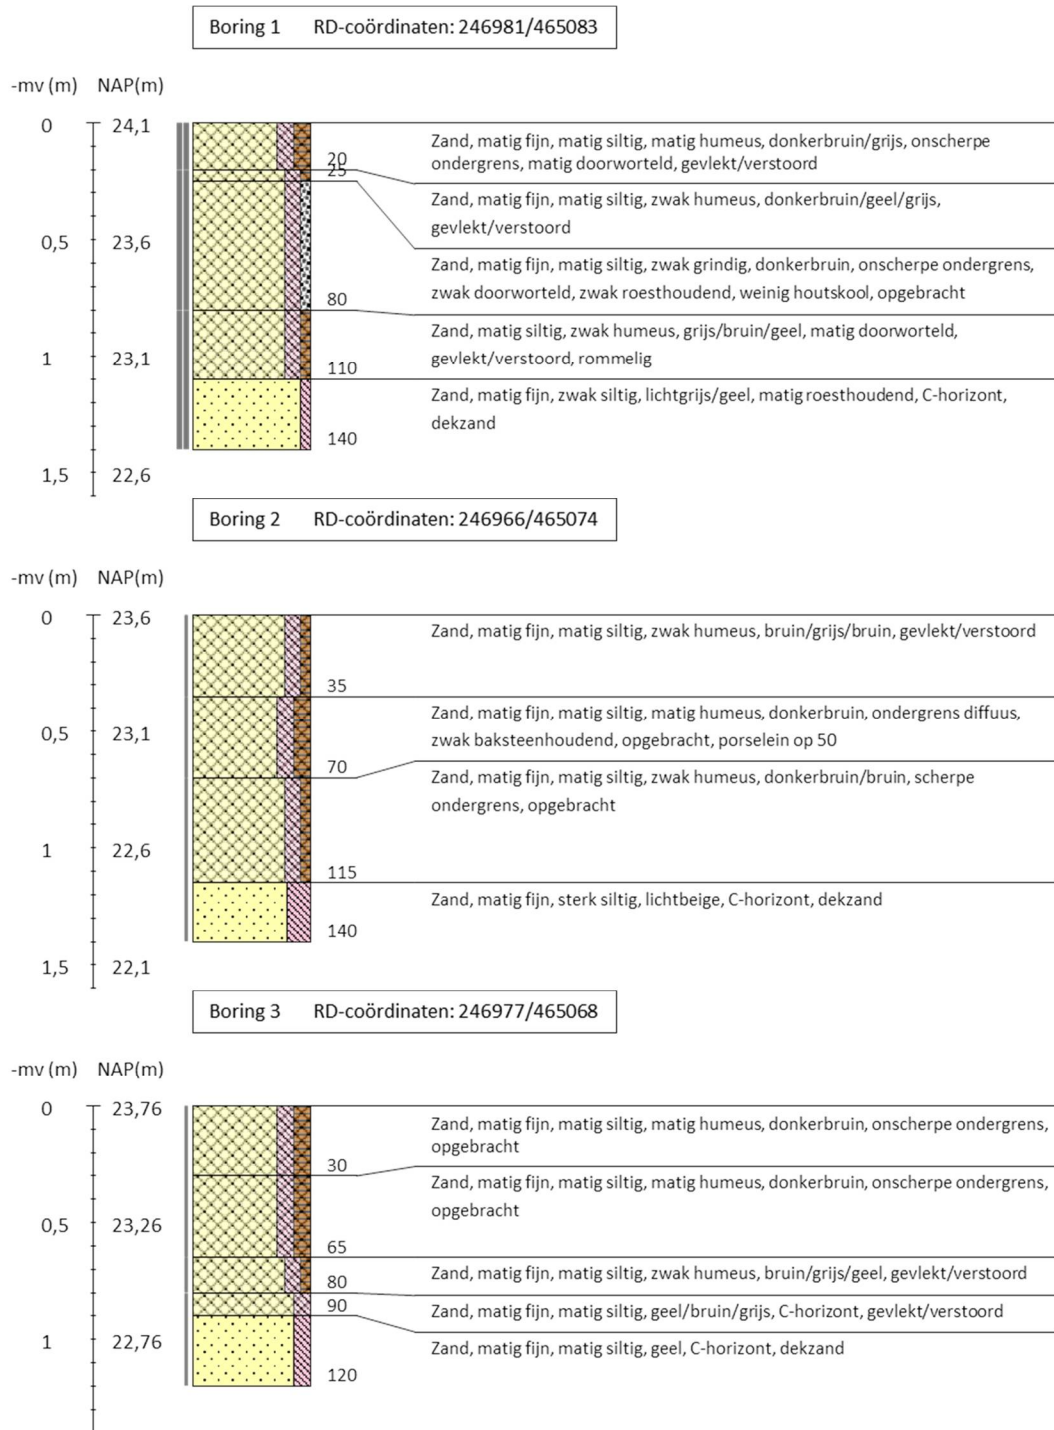 Boring 1 RD-coördinaten: 246981/465083
-mv (m) NAP(m)
0 24,1
Zand, matig fijn, matig siltig, matig humeus, donkerbruin/grijs, onscherpe
ondergrens, matig doorworteld, gevlekt/verstoord
20
25
Zand, matig fijn, matig siltig, zwak humeus, donkerbruin/geel/grijs,
gevlekt/verstoord
0,5 23,6
Zand, matig fijn, matig siltig, zwak grindig, donkerbruin, onscherpe ondergrens,
zwak doorworteld, zwak roesthoudend, weinig houtskool, opgebracht
80
Zand, matig siltig, zwak humeus, grijs/bruin/geel, matig doorworteld,
gevlekt/verstoord, rommelig
1 23,1
110
Zand, matig fijn, zwak siltig, lichtgrijs/geel, matig roesthoudend, C-horizont,
dekzand
140
1,5 22,6
Boring 2 RD-coördinaten: 246966/465074
-mv (m) NAP(m)
0 23,6
Zand, matig fijn, matig siltig, zwak humeus, bruin/grijs/bruin, gevlekt/verstoord
35
Zand, matig fijn, matig siltig, matig humeus, donkerbruin, ondergrens diffuus,
zwak baksteenhoudend, opgebracht, porselein op 50
0,5 23,1
70
Zand, matig fijn, matig siltig, zwak humeus, donkerbruin/bruin, scherpe
ondergrens, opgebracht
1 22,6
115
Zand, matig fijn, sterk siltig, lichtbeige, C-horizont, dekzand
140
1,5 22,1
Boring 3 RD-coördinaten: 246977/465068
-mv (m) NAP(m)
0 23,76
Zand, matig fijn, matig siltig, matig humeus, donkerbruin, onscherpe ondergrens,
opgebracht
30
Zand, matig fijn, matig siltig, matig humeus, donkerbruin, onscherpe ondergrens,
opgebracht
0,5 23,26
65
Zand, matig fijn, matig siltig, zwak humeus, bruin/grijs/geel, gevlekt/verstoord
80
Zand, matig fijn, matig siltig, geel/bruin/grijs, C-horizont, gevlekt/verstoord
90
1 22,76
Zand, matig fijn, matig siltig, geel, C-horizont, dekzand
120